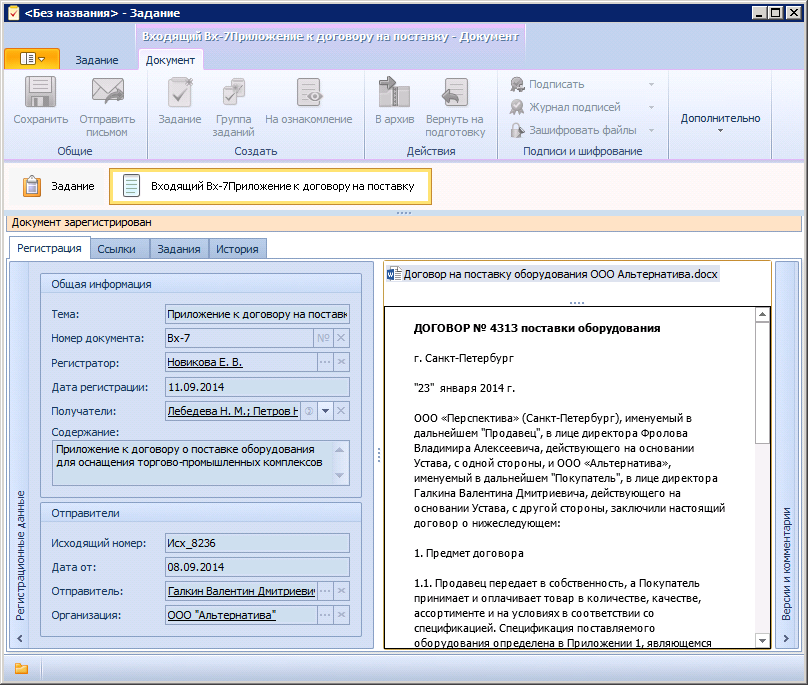 <Без названия> - Задание
Входящий Вх-7Приложение к договору на поставку - Документ
Задание
Документ
Сохранить
Отправить письмом
Общие
Задание
Группа заданий
На ознакомление
Создать
В архив
Вернуть на подготовку
Действия
Подписать
Журнал подписей
Зашифровать файлы
Подписи и шифрование
Дополнительно
Задание
Входящий Вх-7Приложение к договору на поставку
Документ зарегистрирован
Регистрация
Ссылки
Задания
История
Регистрационные данные
Общая информация
Тема: Приложение к договору на поставк
Номер документа: Вх-7 №
Регистратор: Новикова Е. В.
Дата регистрации: 11.09.2014
Получатели: Лебедева Н. М.; Петров Н
Содержание:
Приложение к договору о поставке оборудования
для оснащения торгово-промышленных комплексов
Отправители
Исходящий номер: Исх_8236
Дата от: 08.09.2014
Отправитель: Галкин Валентин Дмитриеви
Организация: ООО "Альтернатива"
Договор на поставку оборудования ООО Альтернатива.docx
ДОГОВОР № 4313 поставки оборудования
г. Санкт-Петербург
"23" января 2014 г.
ООО «Перспектива» (Санкт-Петербург), именуемый в
дальнейшем "Продавец", в лице директора Фролова
Владимира Алексеевича, действующего на основании
Устава, с одной стороны, и ООО «Альтернатива»,
именуемый в дальнейшем "Покупатель", в лице директора
Галкина Валентина Дмитриевича, действующего на
основании Устава, с другой стороны, заключили настоящий
договор о нижеследующем:
1. Предмет договора
1.1. Продавец передает в собственность, а Покупатель
принимает и оплачивает товар в количестве, качестве,
ассортименте и на условиях в соответствии со
спецификацией. Спецификация поставляемого
оборудования определена в Приложении 1, являющемся
Версии и комментарии